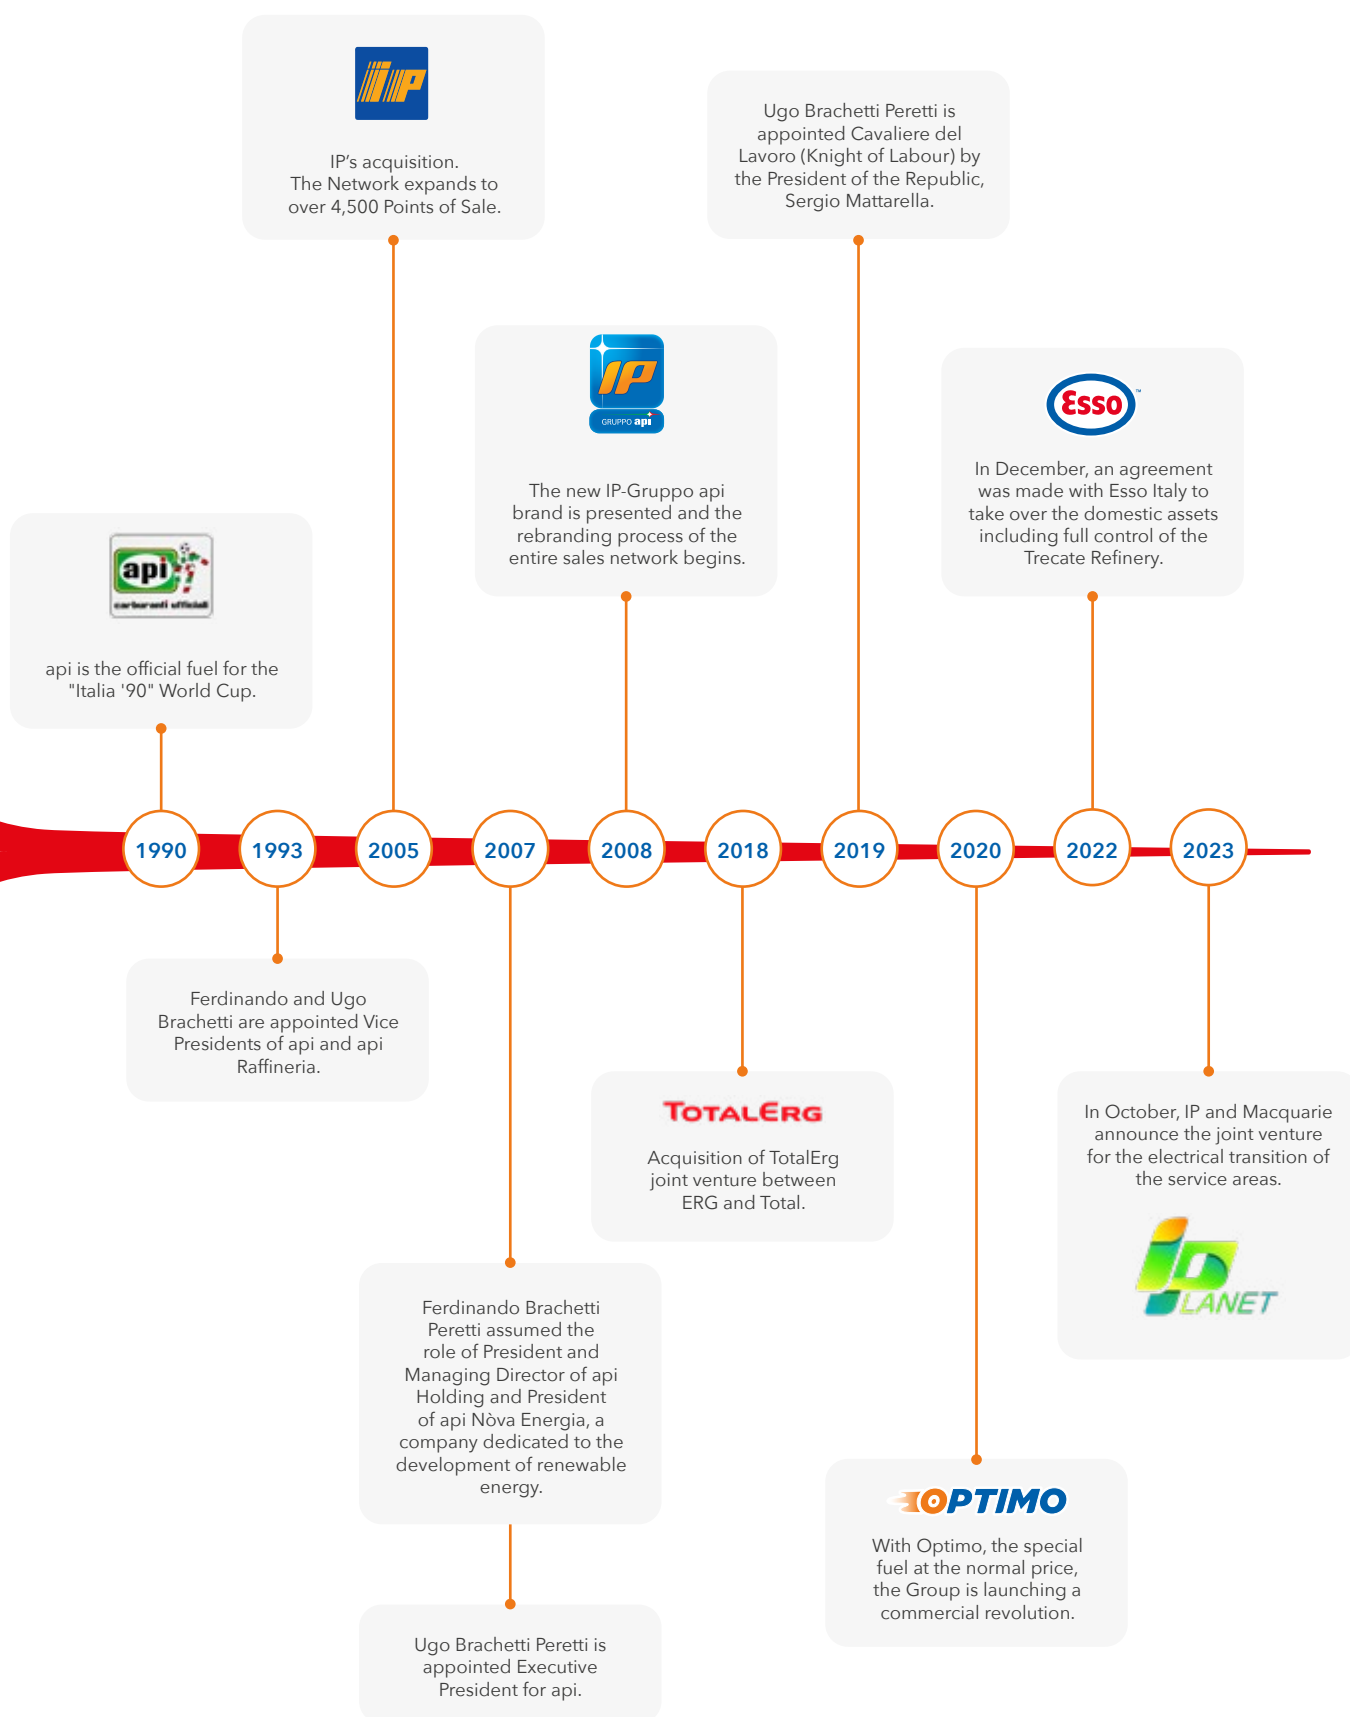 IP
IP's acquisition.
The Network expands to
over 4,500 Points of Sale.
Ugo Brachetti Peretti is
appointed Cavaliere del
Lavoro (Knight of Labour) by
the President of the Republic,
Sergio Mattarella.
IP
GRUPPO api
The new IP-Gruppo api
brand is presented and the
rebranding process of the
entire sales network begins.
Esso
™
In December, an agreement
was made with Esso Italy to
take over the domestic assets
including full control of the
Trecate Refinery.
api
carburanti ufficiali
api is the official fuel for the
"Italia '90" World Cup.
1990
1993
2005
2007
2008
2018
2019
2020
2022
2023
Ferdinando and Ugo
Brachetti are appointed Vice
Presidents of api and api
Raffineria.
TOTALERG
Acquisition of TotalErg
joint venture between
ERG and Total.
In October, IP and Macquarie
announce the joint venture
for the electrical transition of
the service areas.
ip
LANET
Ferdinando Brachetti
Peretti assumed the
role of President and
Managing Director of api
Holding and President
of api Nòva Energia, a
company dedicated to the
development of renewable
energy.
OPTIMO
With Optimo, the special
fuel at the normal price,
the Group is launching a
commercial revolution.
Ugo Brachetti Peretti is
appointed Executive
President for api.